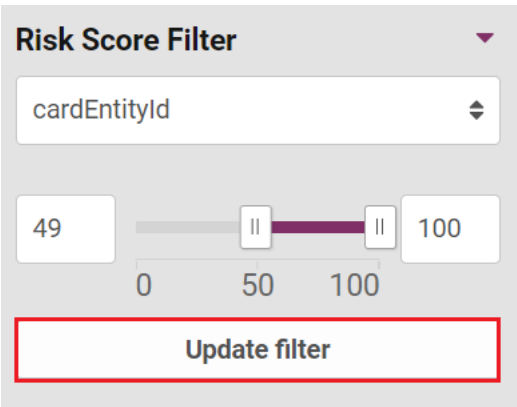 Risk Score Filter
cardEntityId
49 100
0 50 100
Update filter